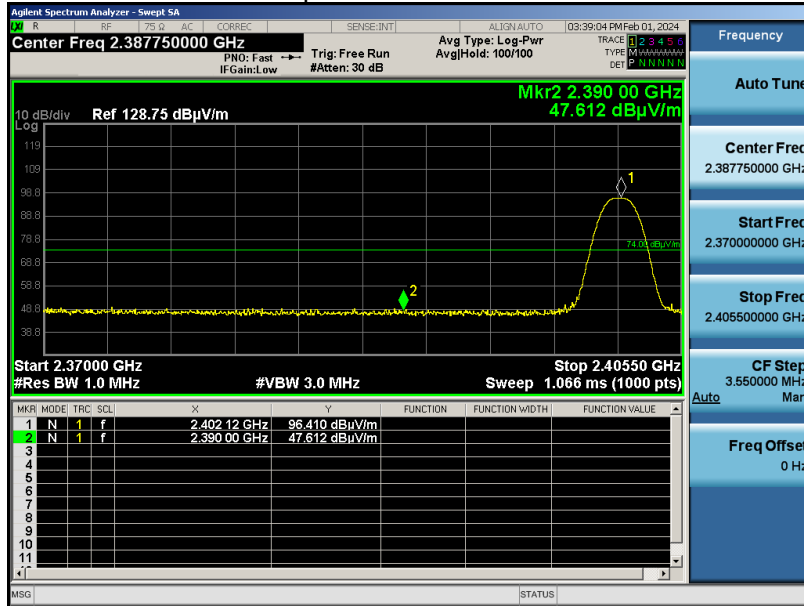 Agilent Spectrum Analyzer - Swept SA
LXI R RF 75 Ω AC CORREC SENSE:INT ALIGN AUTO 03:39:04 PM Feb 01, 2024
Center Freq 2.387750000 GHz
PNO: Fast
IFGain:Low
Trig: Free Run
#Atten: 30 dB
Avg Type: Log-Pwr
Avg|Hold: 100/100
TRACE 1 2 3 4 5 6
TYPE M
DET P N N N N N
Mkr2 2.390 00 GHz
47.612 dBµV/m
10 dB/div Ref 128.75 dBµV/m
Log
119
109
98.8
88.8
78.8
68.8
58.8
48.8
38.8
1
2
74.00 dBµV/m
Start 2.37000 GHz Stop 2.40550 GHz
#Res BW 1.0 MHz #VBW 3.0 MHz Sweep 1.066 ms (1000 pts)
MKR MODE TRC SCL X Y FUNCTION FUNCTION WIDTH FUNCTION VALUE
1 N 1 f 2.402 12 GHz 96.410 dBµV/m
2 N 1 f 2.390 00 GHz 47.612 dBµV/m
3
4
5
6
7
8
9
10
11
MSG STATUS
Frequency
Auto Tune
Center Freq
2.387750000 GHz
Start Freq
2.370000000 GHz
Stop Freq
2.405500000 GHz
CF Step
3.550000 MHz
Auto Man
Freq Offset
0 Hz